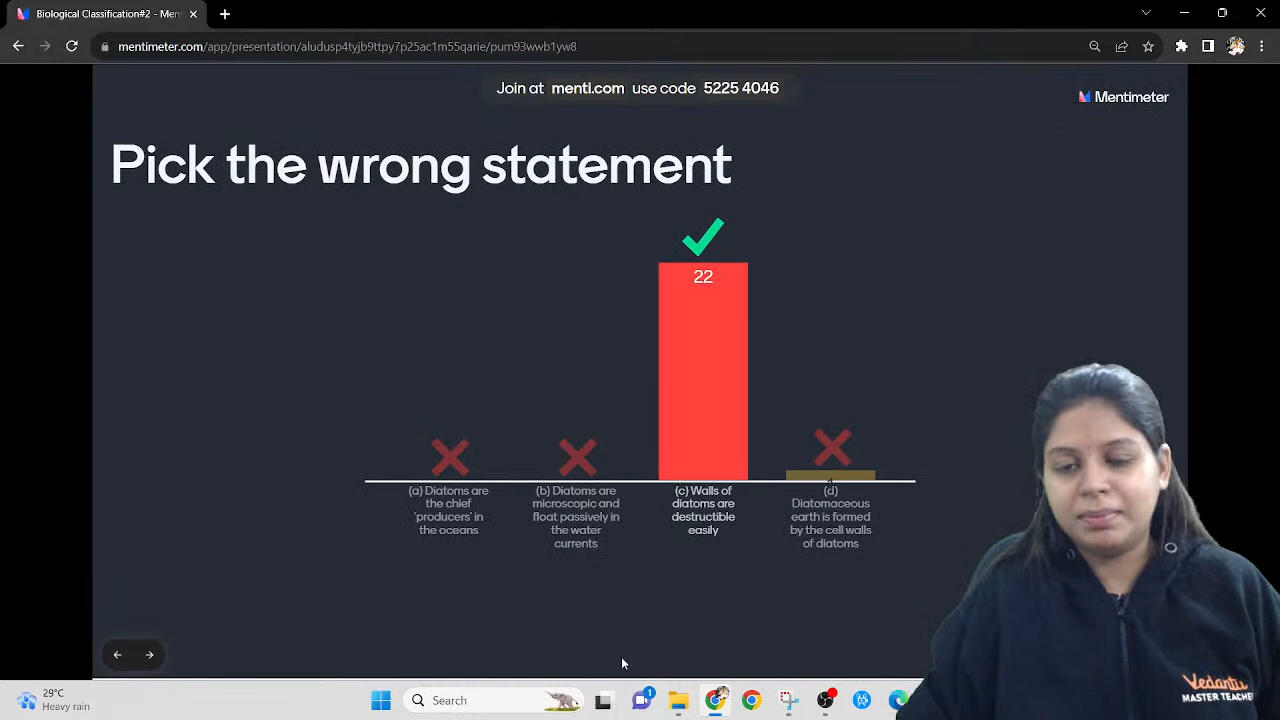 Biological Classification#2 - Men
mentimeter.com/app/presentation/aludusp4tyjb9ttpy7p25ac1m55qarie/pum93wwb1yw8
Join at menti.com use code 5225 4046
Mentimeter
Pick the wrong statement
22
1
(a) Diatoms are
the chief
'producers' in
the oceans
(b) Diatoms are
microscopic and
float passively in
the water
currents
(c) Walls of
diatoms are
destructible
easily
(d)
Diatomaceous
earth is formed
by the cell walls
of diatoms
Vedantu
MASTER TEACHER
29°C
Heavy rain
Search
1